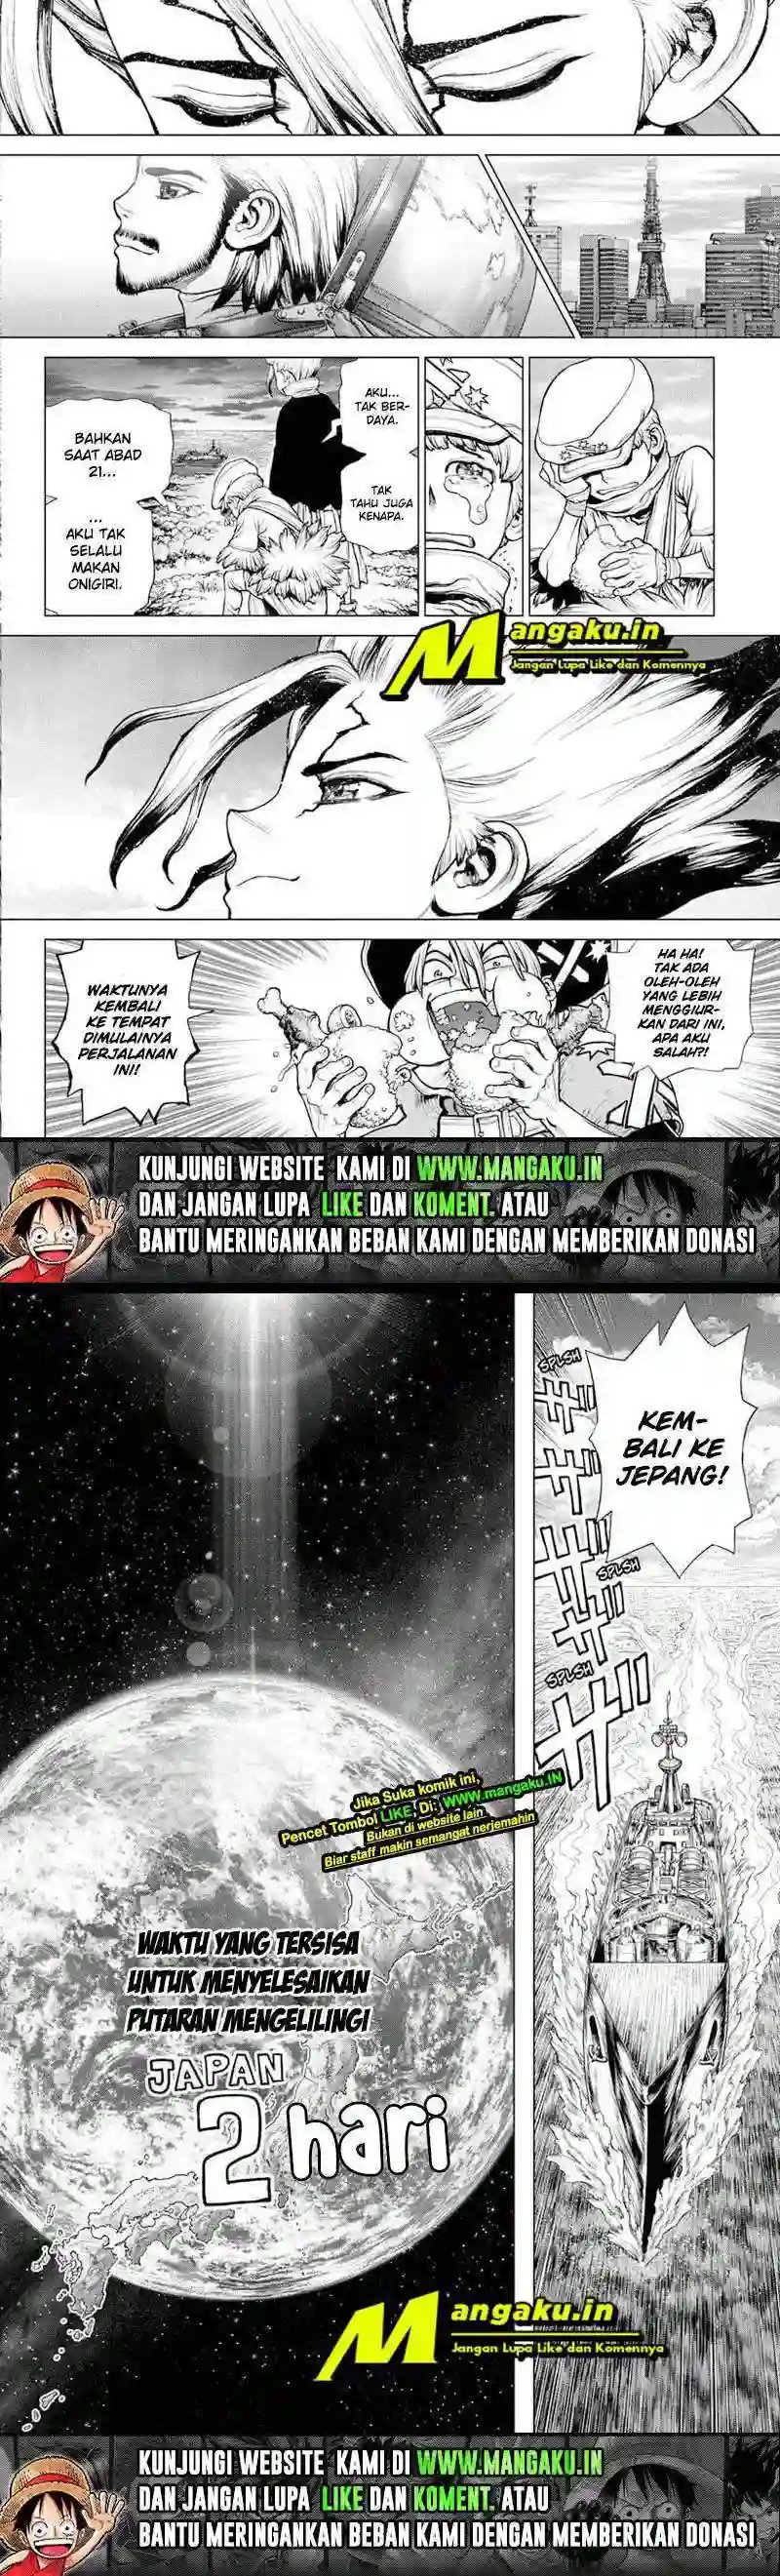 AKU...
TAK BER-
DAYA.
TAK
TAHU JUGA
KENAPA.
BAHKAN
SAAT ABAD
21...
...
AKU TAK
SELALU
MAKAN
ONIGIRI.
Mangaku.in
Jangan Lupa Like dan Komennya
HA HA!
TAK ADA
OLEH-OLEH
YANG LEBIH
MENGGIUR-
KAN DARI INI,
APA AKU
SALAH?!
WAKTUNYA
KEMBALI
KE TEMPAT
DIMULAINYA
PERJALANAN
INI!
KUNJUNGI WEBSITE KAMI DI WWW.MANGAKU.IN
DAN JANGAN LUPA LIKE DAN KOMENT. ATAU
BANTU MERINGANKAN BEBAN KAMI DENGAN MEMBERIKAN DONASI
KEM-
BALI KE
JEPANG!
SPLSH
ザザ
SPLSH
ザザ
SPLSH
ザ
Jika Suka komik ini,
Pencet Tombol LIKE, Di; WWW.mangaku.IN
Bukan di website lain
Biar staff makin semangat nerjemahin
WAKTU YANG TERSISA
UNTUK MENYELESAIKAN
PUTARAN MENGELILINGI
JAPAN
2 hari
Mangaku.in
Jangan Lupa Like dan Komennya
KUNJUNGI WEBSITE KAMI DI WWW.MANGAKU.IN
DAN JANGAN LUPA LIKE DAN KOMENT. ATAU
BANTU MERINGANKAN BEBAN KAMI DENGAN MEMBERIKAN DONASI